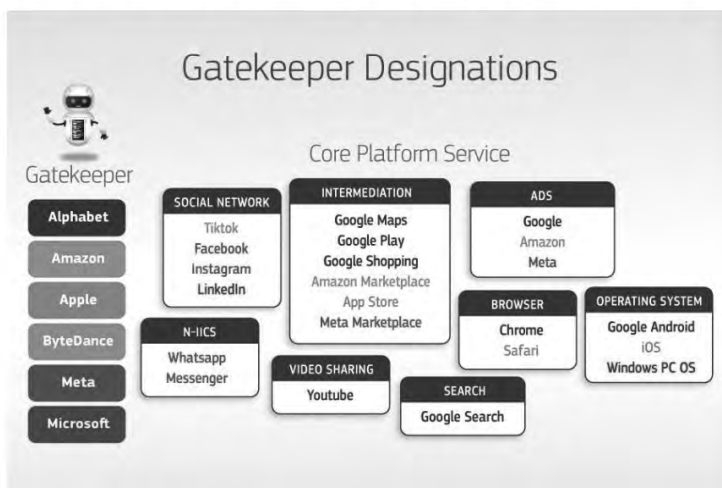 Gatekeeper Designations
Gatekeeper
Alphabet
Amazon
Apple
ByteDance
Meta
Microsoft
Core Platform Service
SOCIAL NETWORK
Tiktok
Facebook
Instagram
LinkedIn
INTERMEDIATION
Google Maps
Google Play
Google Shopping
Amazon Marketplace
App Store
Meta Marketplace
ADS
Google
Amazon
Meta
N-IICS
Whatsapp
Messenger
VIDEO SHARING
Youtube
BROWSER
Chrome
Safari
OPERATING SYSTEM
Google Android
iOS
Windows PC OS
SEARCH
Google Search